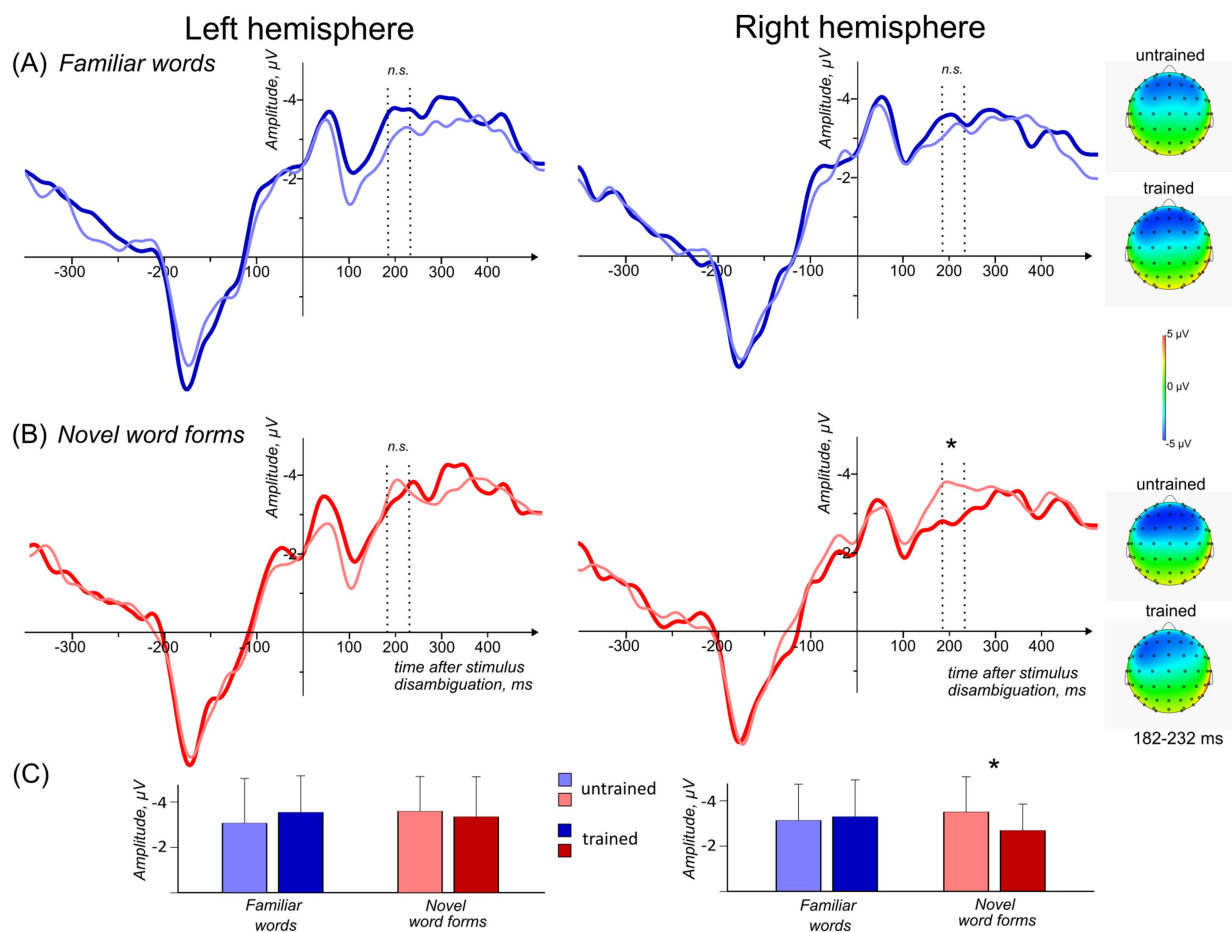 Left hemisphere
Right hemisphere
(A) Familiar words
Amplitude, µV
-4
-2
n.s.
-300
-200
-100
100
200
300
400
Amplitude, µV
-4
-2
n.s.
-300
-200
-100
100
200
300
400
untrained
trained
5 µV
0 µV
-5 µV
(B) Novel word forms
Amplitude, µV
-4
-2
n.s.
-300
-200
-100
100
200
300
400
time after stimulus
disambiguation, ms
Amplitude, µV
-4
-2
*
-300
-200
-100
100
200
300
400
time after stimulus
disambiguation, ms
untrained
trained
182-232 ms
(C)
Amplitude, µV
-4
-2
Familiar
words
Novel
word forms
untrained
trained
Amplitude, µV
-4
-2
*
Familiar
words
Novel
word forms